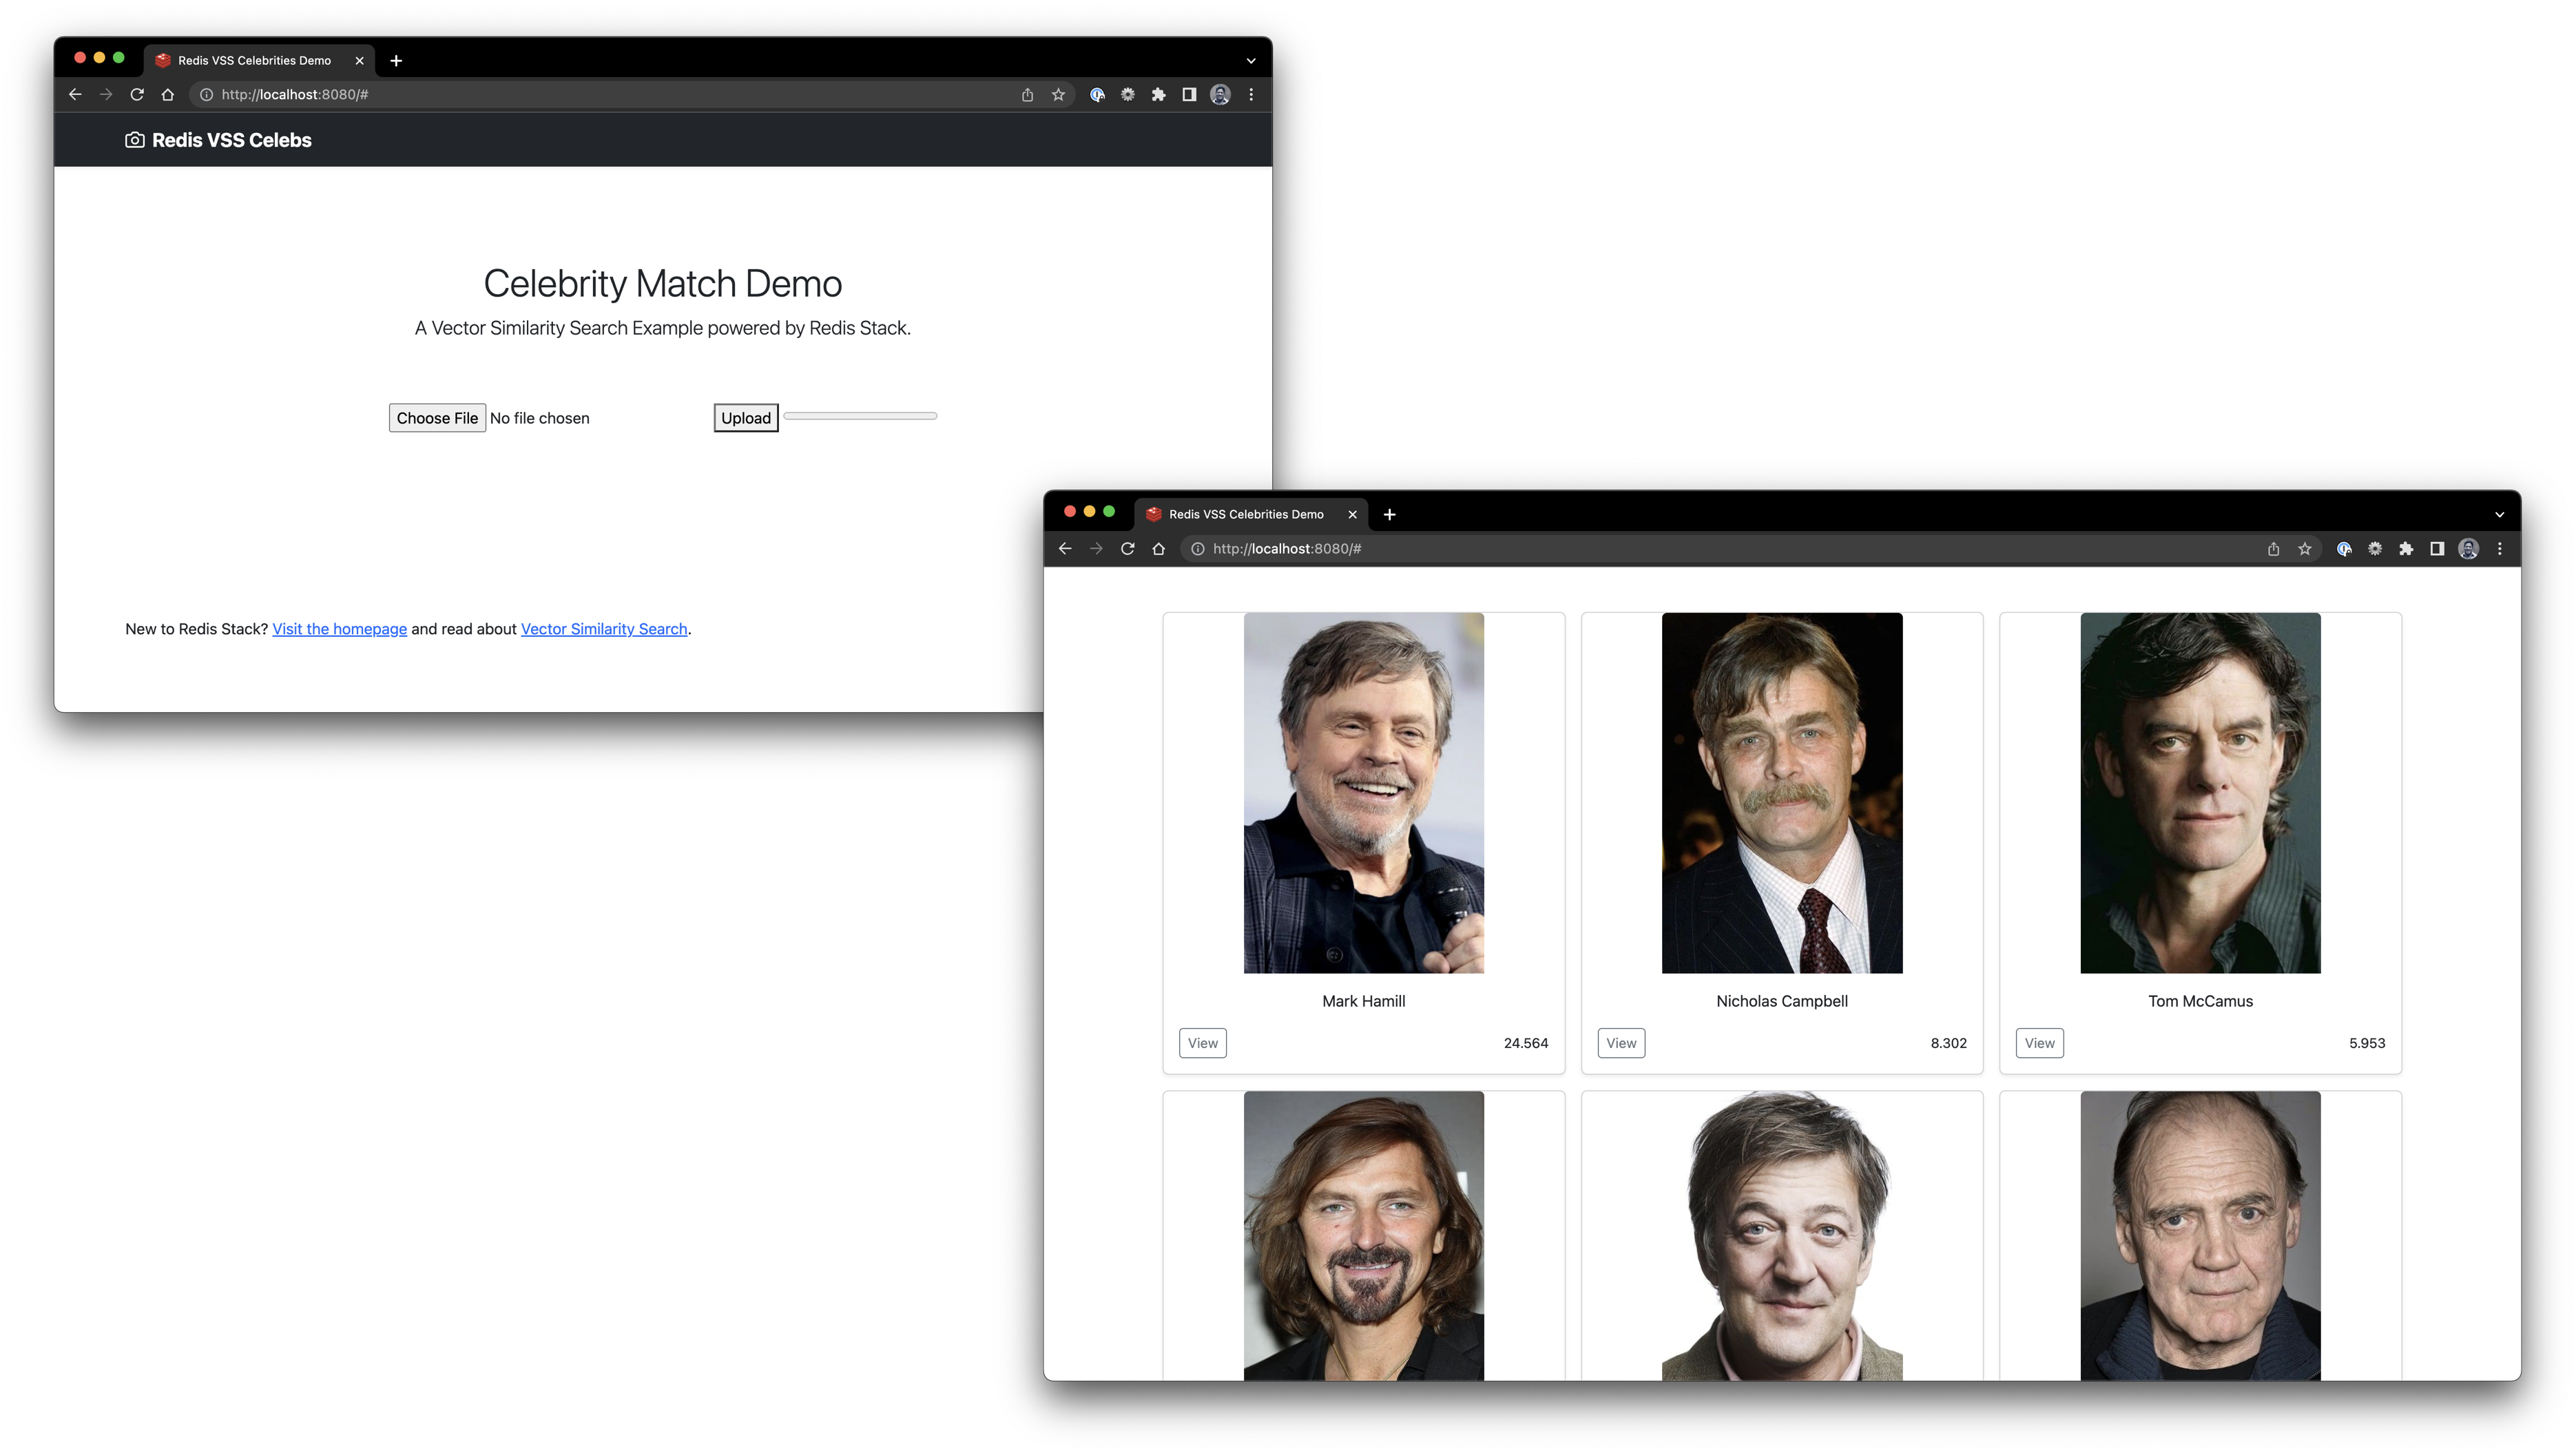 Redis VSS Celebrities Demo
http://localhost:8080/#
Redis VSS Celebs
Celebrity Match Demo
A Vector Similarity Search Example powered by Redis Stack.
Choose File No file chosen
Upload
New to Redis Stack? Visit the homepage and read about Vector Similarity Search.
Redis VSS Celebrities Demo
http://localhost:8080/#
Mark Hamill
View 24.564
Nicholas Campbell
View 8.302
Tom McCamus
View 5.953